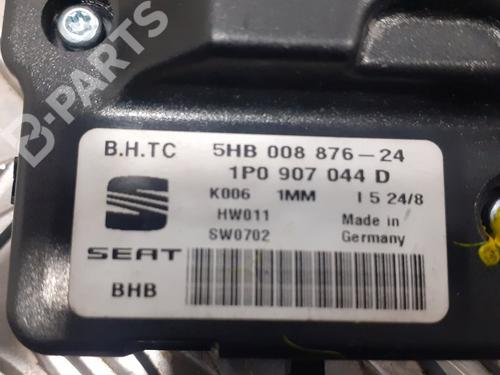 B-PARTS
B.H.TC 5HB 008 876-24
1P0 907 044 D
K006 1MM I 5 24/8
HW011 Made in
SW0702 Germany
SEAT
BHB